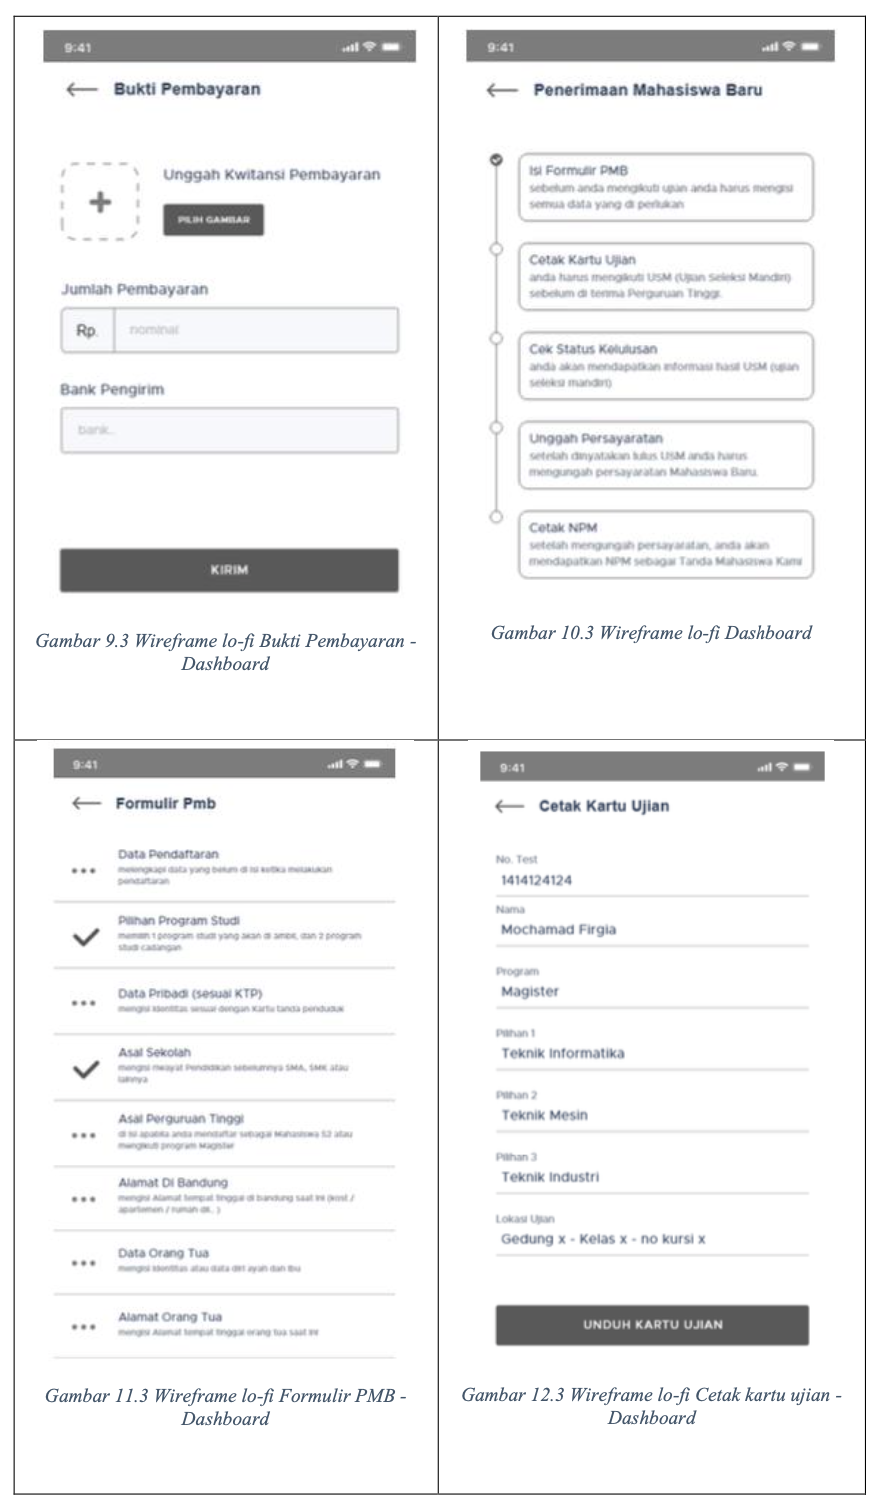 9:41
Bukti Pembayaran
Unggah Kwitansi Pembayaran
PILIH GAMBAR
Jumlah Pembayaran
Rp. nominal
Bank Pengirim
bank..
KIRIM
Gambar 9.3 Wireframe lo-fi Bukti Pembayaran -
Dashboard
9:41
Penerimaan Mahasiswa Baru
Isi Formulir PMB
sebelum anda mengikuti ujian anda harus mengisi
semua data yang di perlukan
Cetak Kartu Ujian
anda harus mengikuti USM (Ujian Seleksi Mandiri)
sebelum di terima Perguruan Tinggi.
Cek Status Kelulusan
anda akan mendapatkan informasi hasil USM (ujian
seleksi mandiri)
Unggah Persayaratan
setelah dinyatakan lulus USM anda harus
mengungah persayaratan Mahasiswa Baru.
Cetak NPM
setelah mengungah persayaratan, anda akan
mendapatkan NPM sebagai Tanda Mahasiswa Kami
Gambar 10.3 Wireframe lo-fi Dashboard
9:41
Formulir Pmb
Data Pendaftaran
melengkapi data yang belum di isi ketika melakukan
pendaftaran
Pilihan Program Studi
memilih 1 program studi yang akan di ambil, dan 2 program
studi cadangan
Data Pribadi (sesuai KTP)
mengisi identitas sesuai dengan Kartu tanda penduduk
Asal Sekolah
mengisi riwayat Pendidikan sebelumnya SMA, SMK atau
lainnya
Asal Perguruan Tinggi
di isi apabila anda mendaftar sebagai Mahasiswa S2 atau
mengikuti program Magister
Alamat Di Bandung
mengisi Alamat tempat tinggal di bandung saat ini (kost /
apartemen / rumah dll.. )
Data Orang Tua
mengisi identitas atau data diri ayah dan ibu
Alamat Orang Tua
mengisi Alamat tempat tinggal orang tua saat ini
Gambar 11.3 Wireframe lo-fi Formulir PMB -
Dashboard
9:41
Cetak Kartu Ujian
No. Test
1414124124
Nama
Mochamad Firgia
Program
Magister
Pilihan 1
Teknik Informatika
Pilihan 2
Teknik Mesin
Pilihan 3
Teknik Industri
Lokasi Ujian
Gedung x - Kelas x - no kursi x
UNDUH KARTU UJIAN
Gambar 12.3 Wireframe lo-fi Cetak kartu ujian -
Dashboard